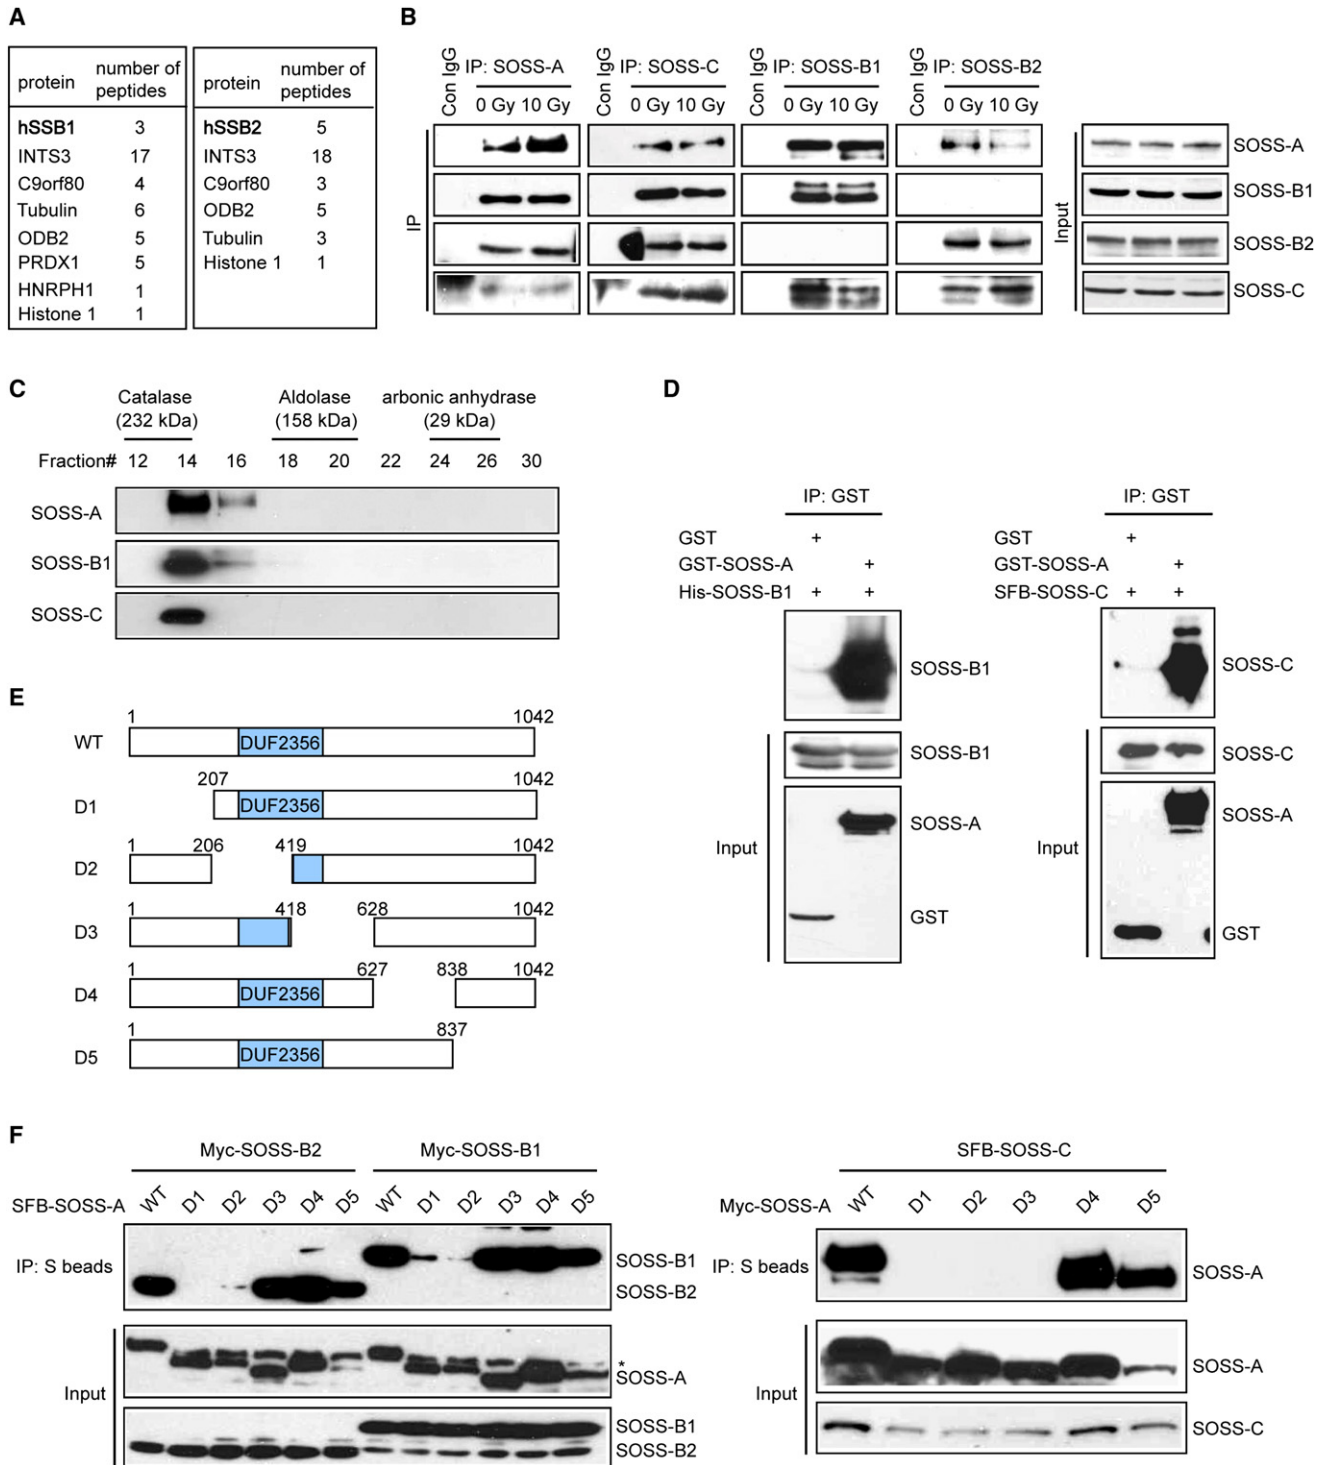 A
protein number of peptides
hSSB1 3
INTS3 17
C9orf80 4
Tubulin 6
ODB2 5
PRDX1 5
HNRPH1 1
Histone 1 1
protein number of peptides
hSSB2 5
INTS3 18
C9orf80 3
ODB2 5
Tubulin 3
Histone 1 1
B
Con IgG IP: SOSS-A Con IgG IP: SOSS-C Con IgG IP: SOSS-B1 Con IgG IP: SOSS-B2
0 Gy 10 Gy 0 Gy 10 Gy 0 Gy 10 Gy 0 Gy 10 Gy
IP
Input
SOSS-A
SOSS-B1
SOSS-B2
SOSS-C
C
Catalase (232 kDa)
Aldolase (158 kDa)
arbonic anhydrase (29 kDa)
Fraction# 12 14 16 18 20 22 24 26 30
SOSS-A
SOSS-B1
SOSS-C
D
IP: GST
GST +
GST-SOSS-A +
His-SOSS-B1 + +
SOSS-B1
SOSS-B1
SOSS-A
Input
GST
IP: GST
GST +
GST-SOSS-A +
SFB-SOSS-C + +
SOSS-C
SOSS-C
SOSS-A
Input
GST
E
1 1042
WT DUF2356
207 1042
D1 DUF2356
1 206 419 1042
D2
1 418 628 1042
D3
1 627 838 1042
D4 DUF2356
1 837
D5 DUF2356
F
Myc-SOSS-B2 Myc-SOSS-B1
SFB-SOSS-A WT D1 D2 D3 D4 D5 WT D1 D2 D3 D4 D5
IP: S beads
SOSS-B1
SOSS-B2
*
SOSS-A
Input
SOSS-B1
SOSS-B2
SFB-SOSS-C
Myc-SOSS-A WT D1 D2 D3 D4 D5
IP: S beads
SOSS-A
SOSS-A
Input
SOSS-C